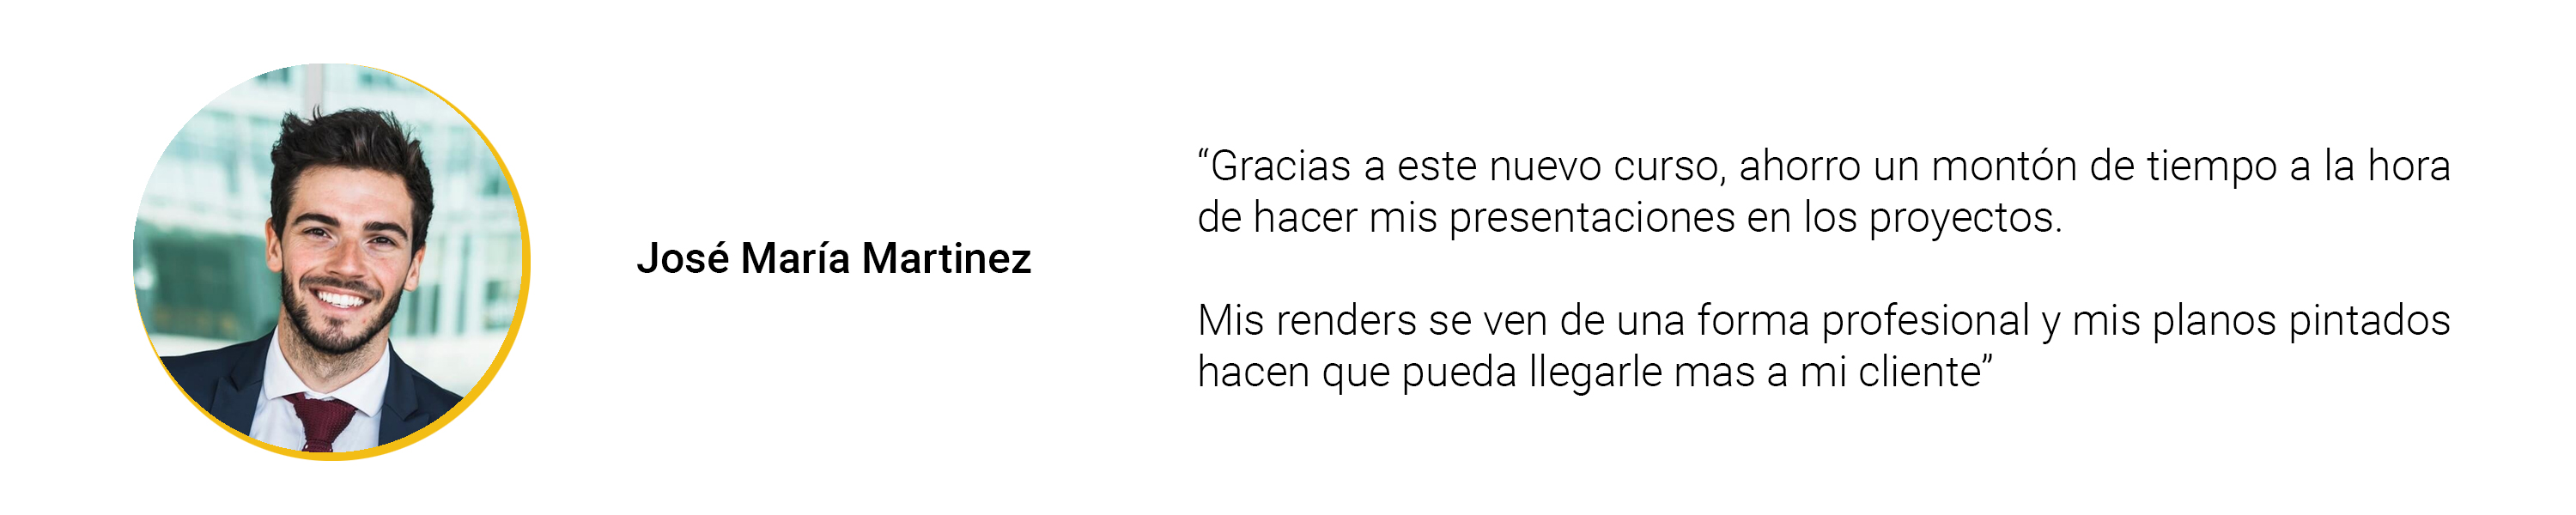 José María Martinez
“Gracias a este nuevo curso, ahorro un montón de tiempo a la hora
de hacer mis presentaciones en los proyectos.
Mis renders se ven de una forma profesional y mis planos pintados
hacen que pueda llegarle mas a mi cliente”